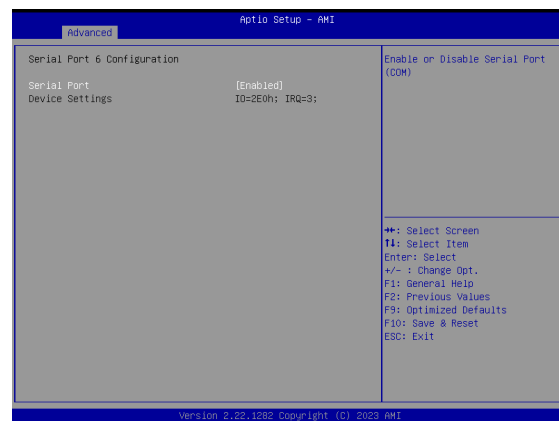 Aptio Setup - AMI
Advanced
Serial Port 6 Configuration
Serial Port [Enabled]
Device Settings IO=2E0h; IRQ=3;
Enable or Disable Serial Port
(COM)
→←: Select Screen
↑↓: Select Item
Enter: Select
+/- : Change Opt.
F1: General Help
F2: Previous Values
F9: Optimized Defaults
F10: Save & Reset
ESC: Exit
Version 2.22.1282 Copyright (C) 2023 AMI